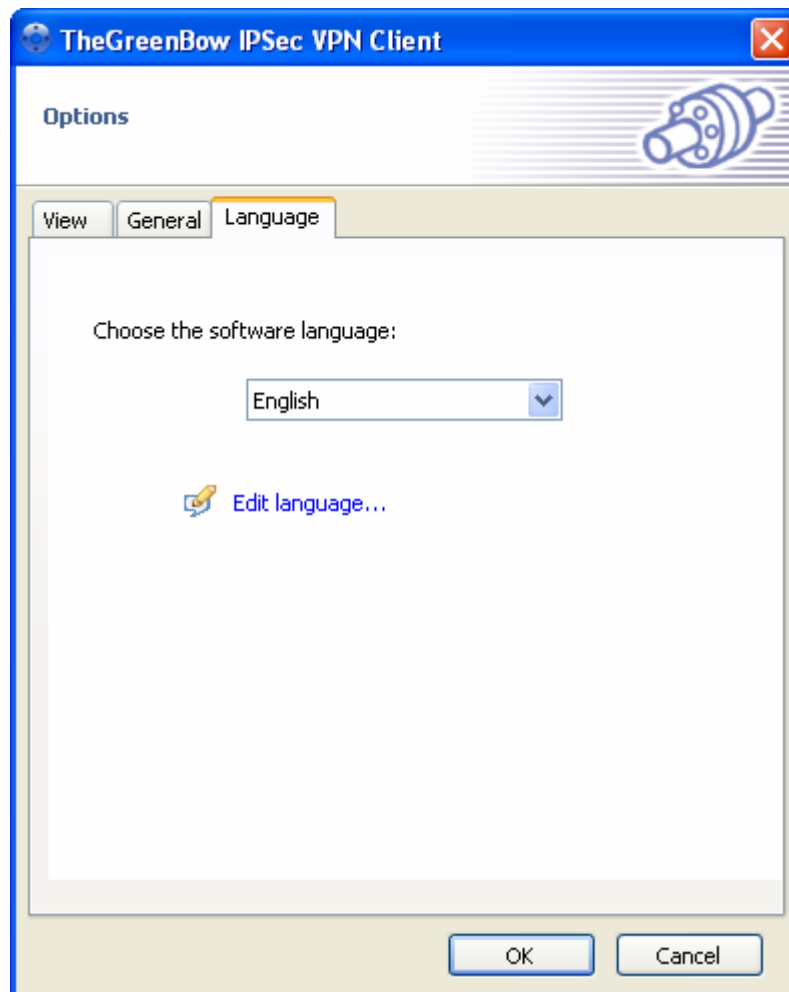 TheGreenBow IPSec VPN Client
Options
View General Language
Choose the software language:
English
Edit language...
OK Cancel